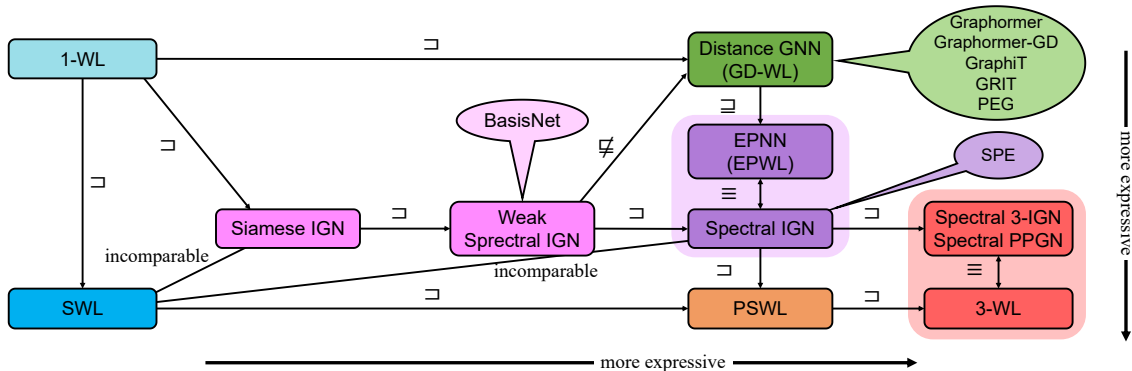 Graphormer
Graphormer-GD
GraphiT
GRIT
PEG
⊐
1-WL
Distance GNN
(GD-WL)
more expressive
⊒
BasisNet
⋢
EPNN
(EPWL)
SPE
⊐
⊐
≡
Siamese IGN
⊐
Weak
Sprectral IGN
⊐
Spectral IGN
⊐
Spectral 3-IGN
Spectral PPGN
incomparable
incomparable
⊐
≡
SWL
⊐
PSWL
⊐
3-WL
more expressive